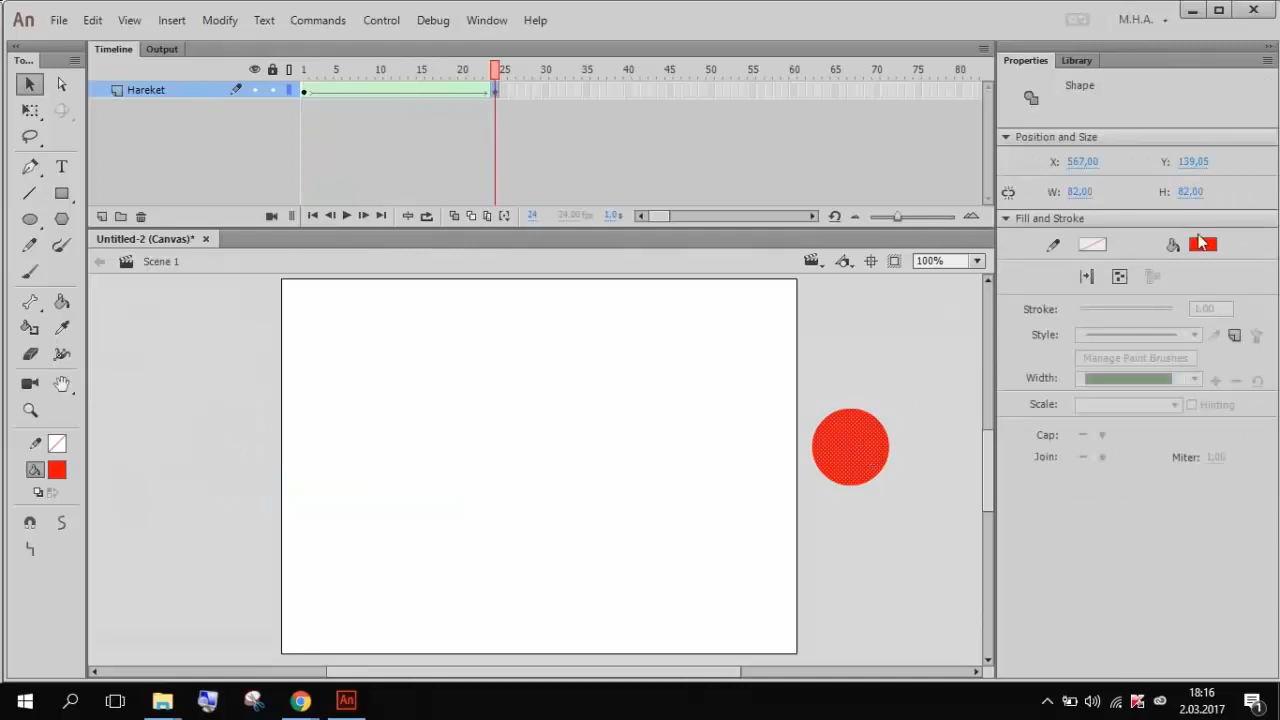 An File Edit View Insert Modify Text Commands Control Debug Window Help M.H.A.
To... Timeline Output Properties Library
1 5 10 15 20 25 30 35 40 45 50 55 60 65 70 75 80
Hareket
Shape
Position and Size
X: 567,00 Y: 139,05
W: 82,00 H: 82,00
24 24.00 fps 1.0 s
Fill and Stroke
Untitled-2 (Canvas)*
Scene 1 100%
Stroke: 1.00
Style:
Manage Paint Brushes
Width:
Scale: Hinting
Cap:
Join: Miter: 1,00
An
18:16
2.03.2017
1